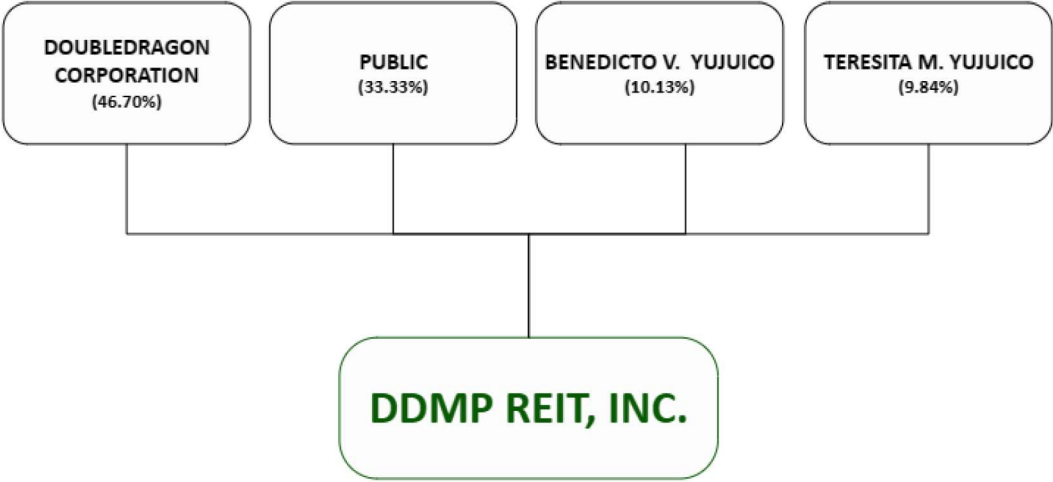 DOUBLEDRAGON
CORPORATION
(46.70%)
PUBLIC
(33.33%)
BENEDICTO V. YUJUICO
(10.13%)
TERESITA M. YUJUICO
(9.84%)
DDMP REIT, INC.